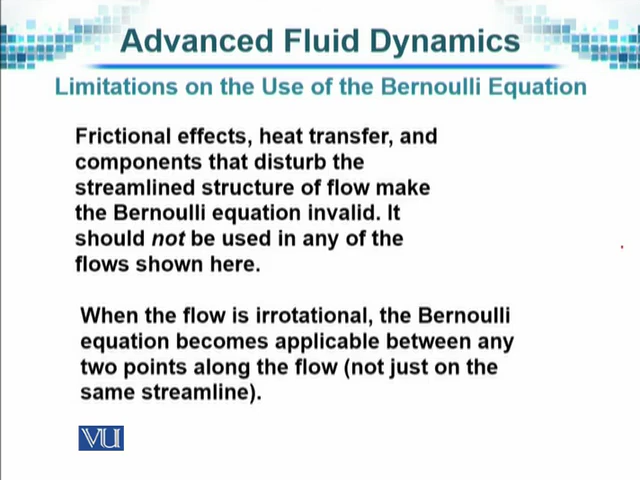 Advanced Fluid Dynamics
Limitations on the Use of the Bernoulli Equation
Frictional effects, heat transfer, and
components that disturb the
streamlined structure of flow make
the Bernoulli equation invalid. It
should not be used in any of the
flows shown here.
When the flow is irrotational, the Bernoulli
equation becomes applicable between any
two points along the flow (not just on the
same streamline).
VU